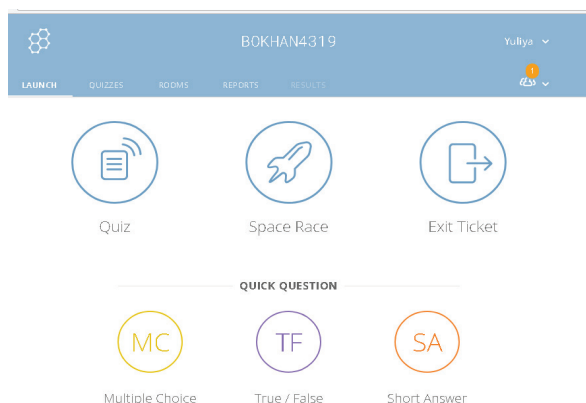 BOKHAN4319
Yuliya
1
LAUNCH QUIZZES ROOMS REPORTS RESULTS
Quiz Space Race Exit Ticket
QUICK QUESTION
MC TF SA
Multiple Choice True / False Short Answer